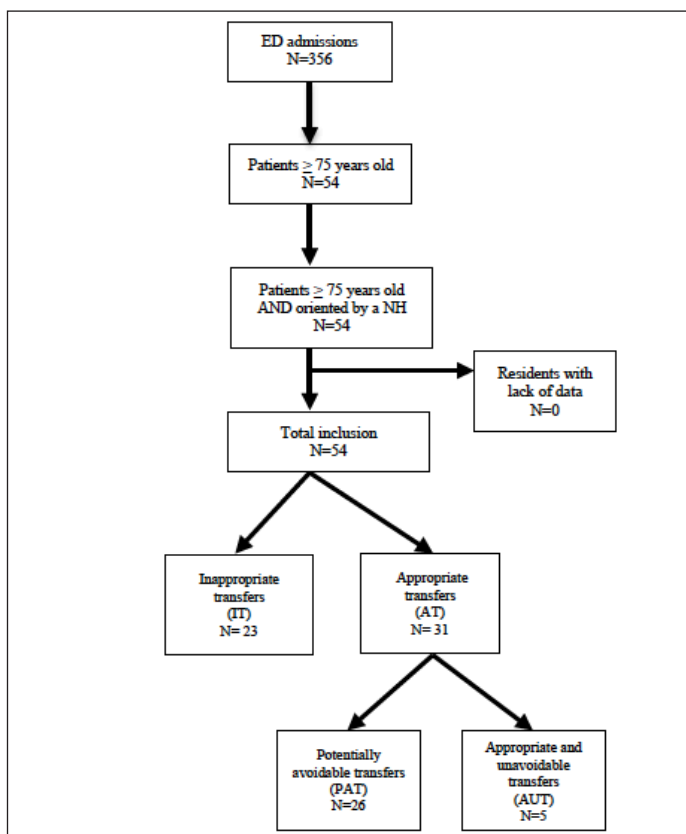 ED admissions
N=356
Patients ≥ 75 years old
N=54
Patients ≥ 75 years old
AND oriented by a NH
N=54
Residents with
lack of data
N=0
Total inclusion
N=54
Inappropriate
transfers
(IT)
N= 23
Appropriate
transfers
(AT)
N= 31
Potentially
avoidable transfers
(PAT)
N=26
Appropriate and
unavoidable
transfers
(AUT)
N=5